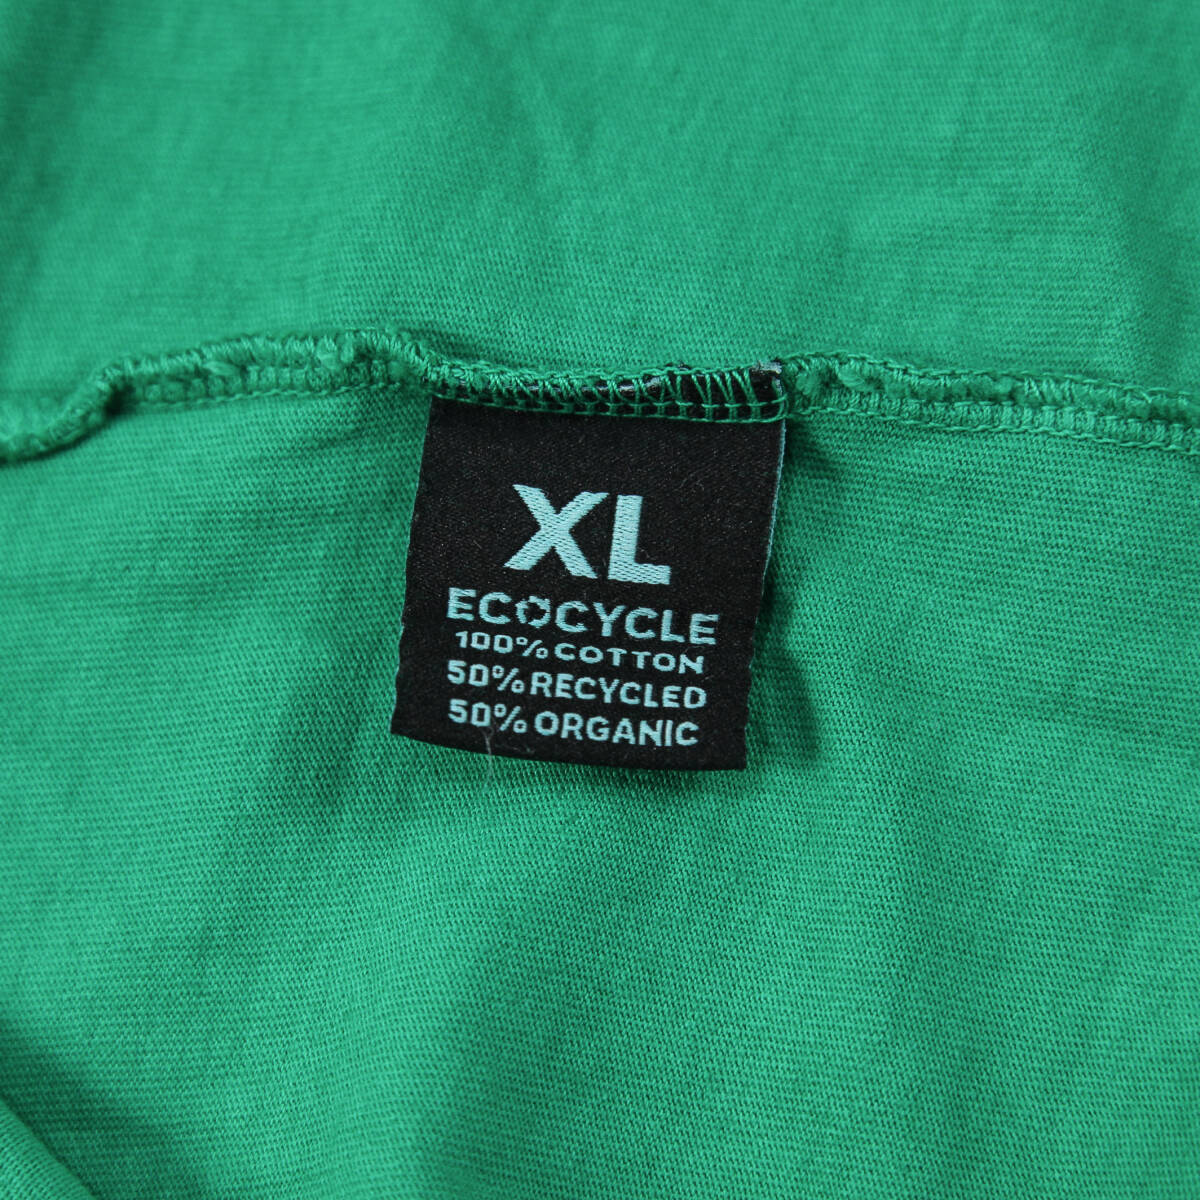 XL
ECOCYCLE
100% COTTON
50% RECYCLED
50% ORGANIC